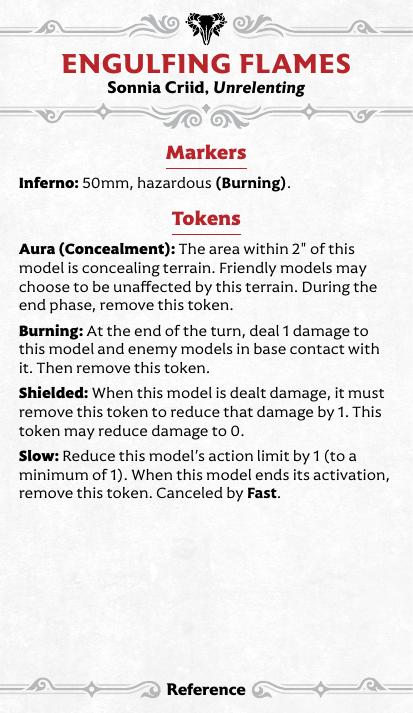 ENGULFING FLAMES
Sonnia Criid, Unrelenting
Markers
Inferno: 50mm, hazardous (Burning).
Tokens
Aura (Concealment): The area within 2" of this
model is concealing terrain. Friendly models may
choose to be unaffected by this terrain. During the
end phase, remove this token.
Burning: At the end of the turn, deal 1 damage to
this model and enemy models in base contact with
it. Then remove this token.
Shielded: When this model is dealt damage, it must
remove this token to reduce that damage by 1. This
token may reduce damage to 0.
Slow: Reduce this model's action limit by 1 (to a
minimum of 1). When this model ends its activation,
remove this token. Canceled by Fast.
Reference